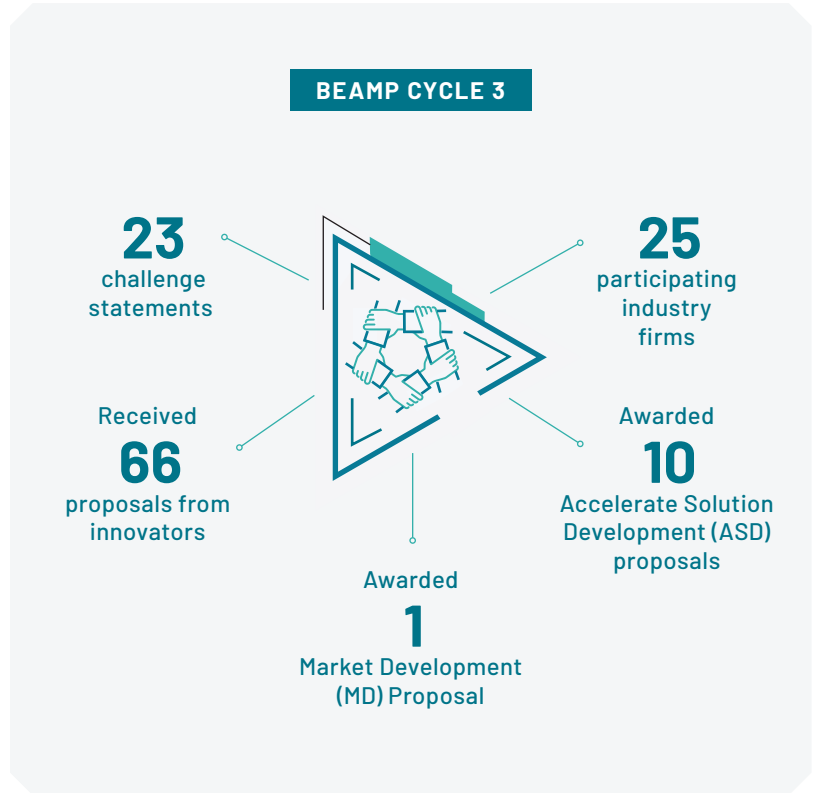 BEAMP CYCLE 3
23
challenge
statements
25
participating
industry
firms
Received
66
proposals from
innovators
Awarded
10
Accelerate Solution
Development (ASD)
proposals
Awarded
1
Market Development
(MD) Proposal